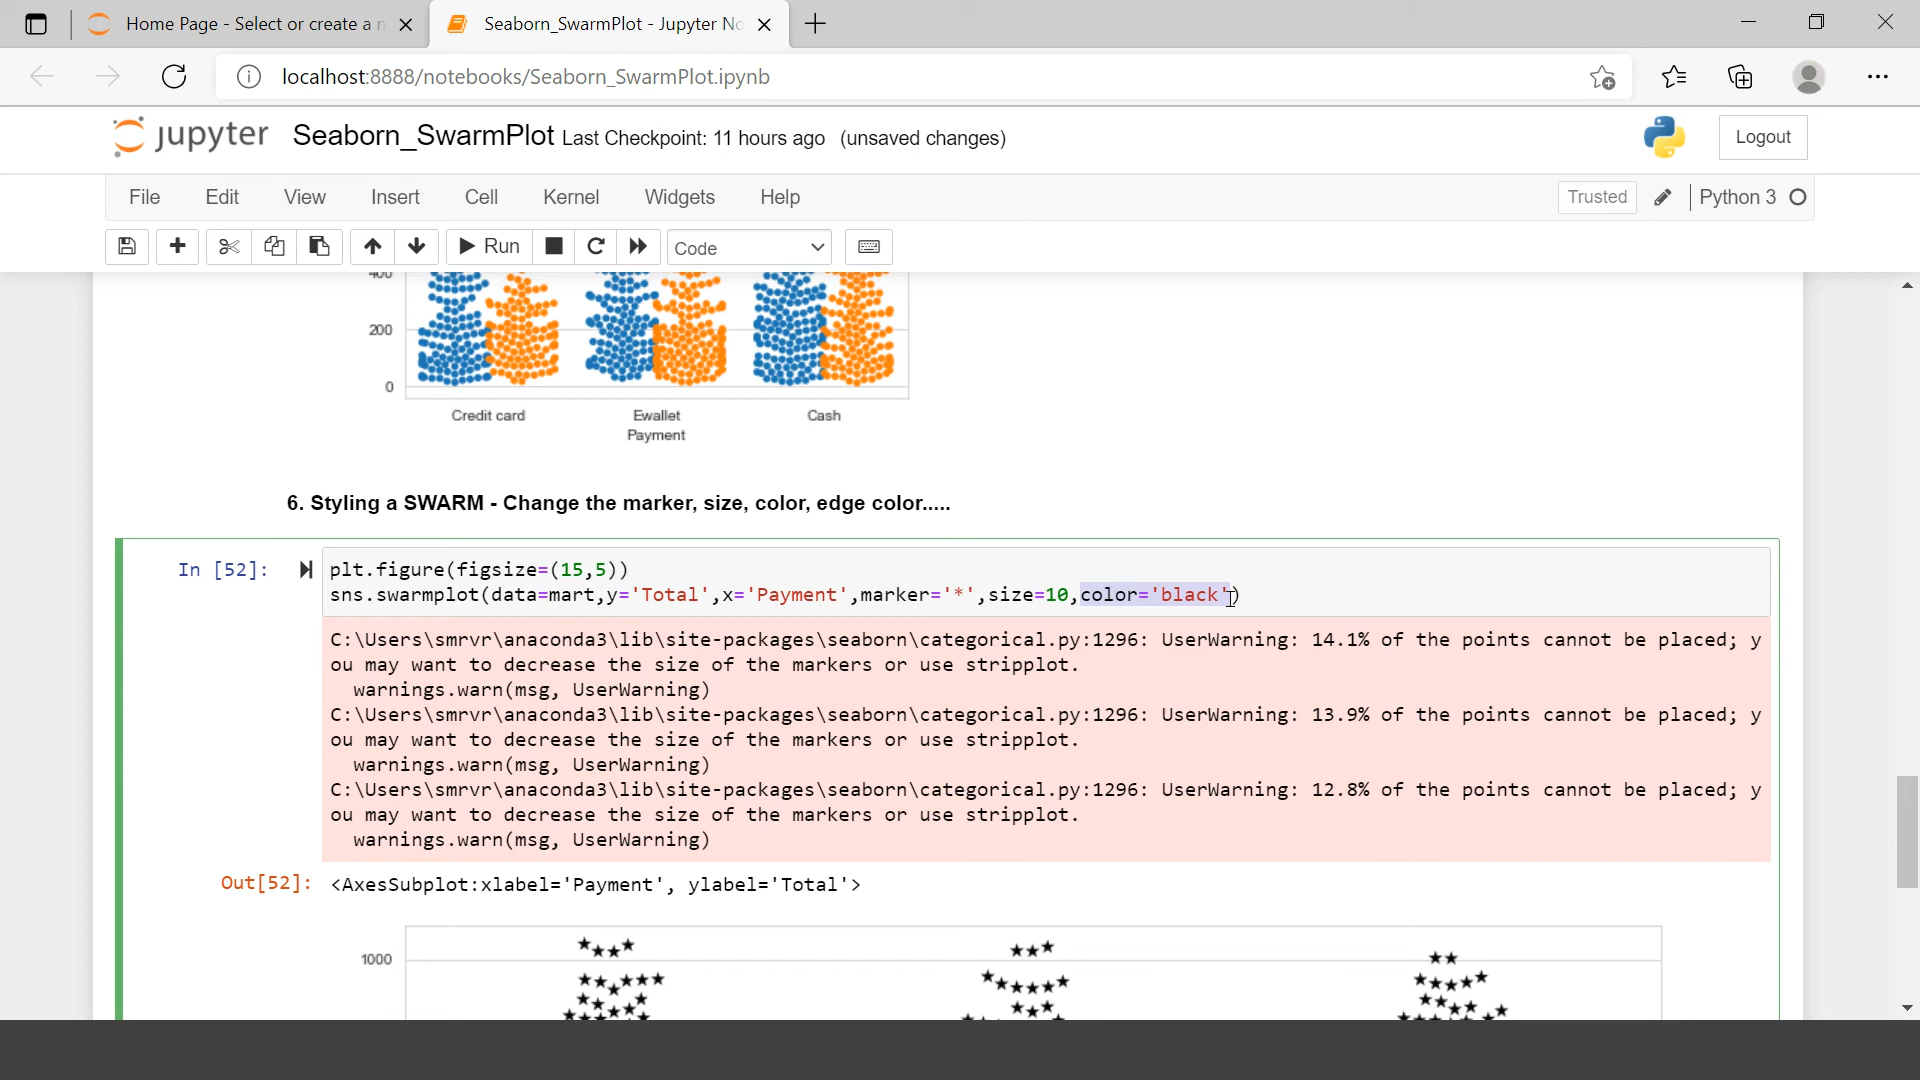 Home Page - Select or create a n
Seaborn_SwarmPlot - Jupyter No
localhost:8888/notebooks/Seaborn_SwarmPlot.ipynb
jupyter Seaborn_SwarmPlot Last Checkpoint: 11 hours ago (unsaved changes)
Logout
File Edit View Insert Cell Kernel Widgets Help
Trusted
Python 3
Run
Code
400
200
0
Credit card Ewallet Cash
Payment
6. Styling a SWARM - Change the marker, size, color, edge color.....
In [52]: plt.figure(figsize=(15,5))
sns.swarmplot(data=mart,y='Total',x='Payment',marker='*',size=10,color='black')
C:\Users\smrvr\anaconda3\lib\site-packages\seaborn\categorical.py:1296: UserWarning: 14.1% of the points cannot be placed; y
ou may want to decrease the size of the markers or use stripplot.
warnings.warn(msg, UserWarning)
C:\Users\smrvr\anaconda3\lib\site-packages\seaborn\categorical.py:1296: UserWarning: 13.9% of the points cannot be placed; y
ou may want to decrease the size of the markers or use stripplot.
warnings.warn(msg, UserWarning)
C:\Users\smrvr\anaconda3\lib\site-packages\seaborn\categorical.py:1296: UserWarning: 12.8% of the points cannot be placed; y
ou may want to decrease the size of the markers or use stripplot.
warnings.warn(msg, UserWarning)
Out[52]: <AxesSubplot:xlabel='Payment', ylabel='Total'>
1000